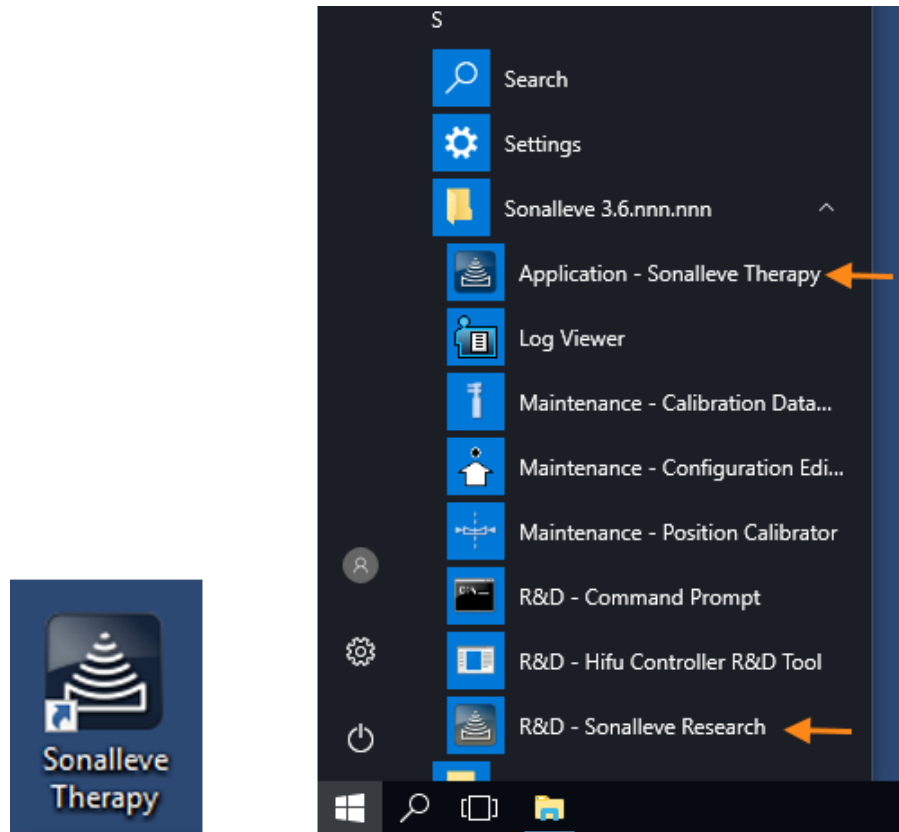 S
Search
Settings
Sonalleve 3.6.nnn.nnn
Application - Sonalleve Therapy
Log Viewer
Maintenance - Calibration Data...
Maintenance - Configuration Edi...
Maintenance - Position Calibrator
R&D - Command Prompt
R&D - Hifu Controller R&D Tool
R&D - Sonalleve Research
Sonalleve
Therapy